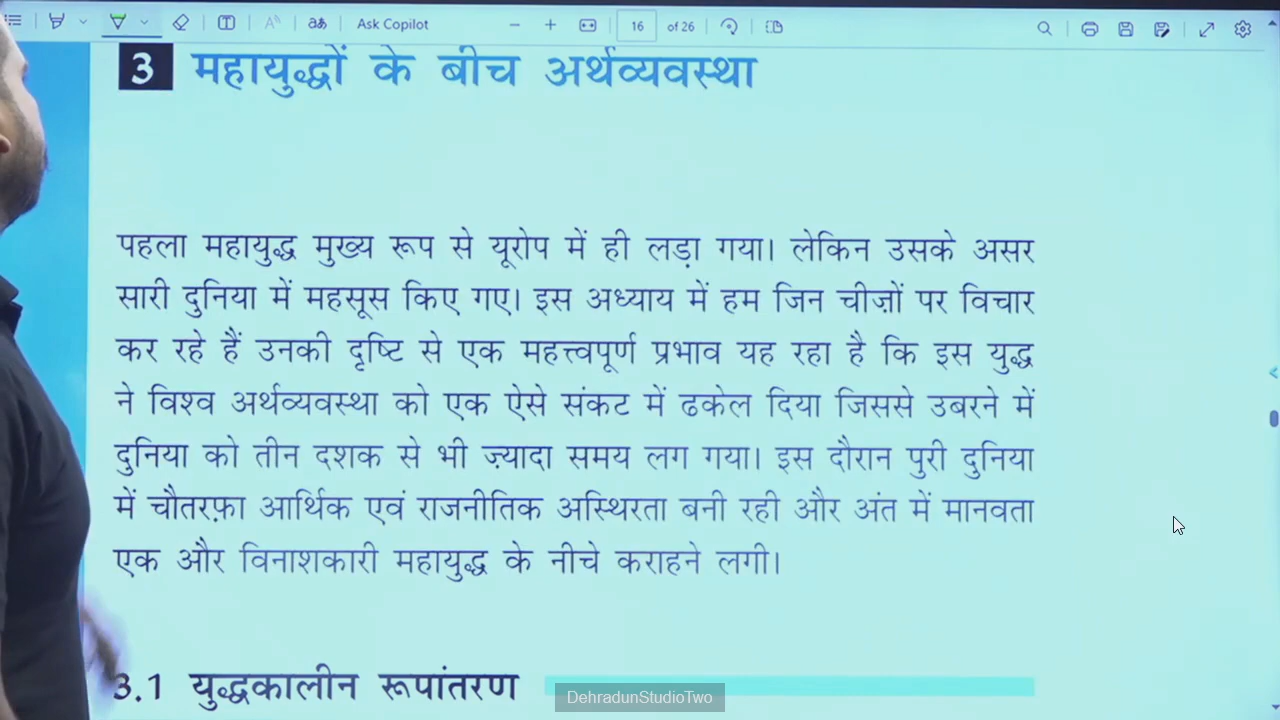 Ask Copilot
16 of 26
3 महायुद्धों के बीच अर्थव्यवस्था
पहला महायुद्ध मुख्य रूप से यूरोप में ही लड़ा गया। लेकिन उसके असर
सारी दुनिया में महसूस किए गए। इस अध्याय में हम जिन चीज़ों पर विचार
कर रहे हैं उनकी दृष्टि से एक महत्त्वपूर्ण प्रभाव यह रहा है कि इस युद्ध
ने विश्व अर्थव्यवस्था को एक ऐसे संकट में ढकेल दिया जिससे उबरने में
दुनिया को तीन दशक से भी ज़्यादा समय लग गया। इस दौरान पुरी दुनिया
में चौतरफ़ा आर्थिक एवं राजनीतिक अस्थिरता बनी रही और अंत में मानवता
एक और विनाशकारी महायुद्ध के नीचे कराहने लगी।
3.1 युद्धकालीन रूपांतरण
DehradunStudioTwo